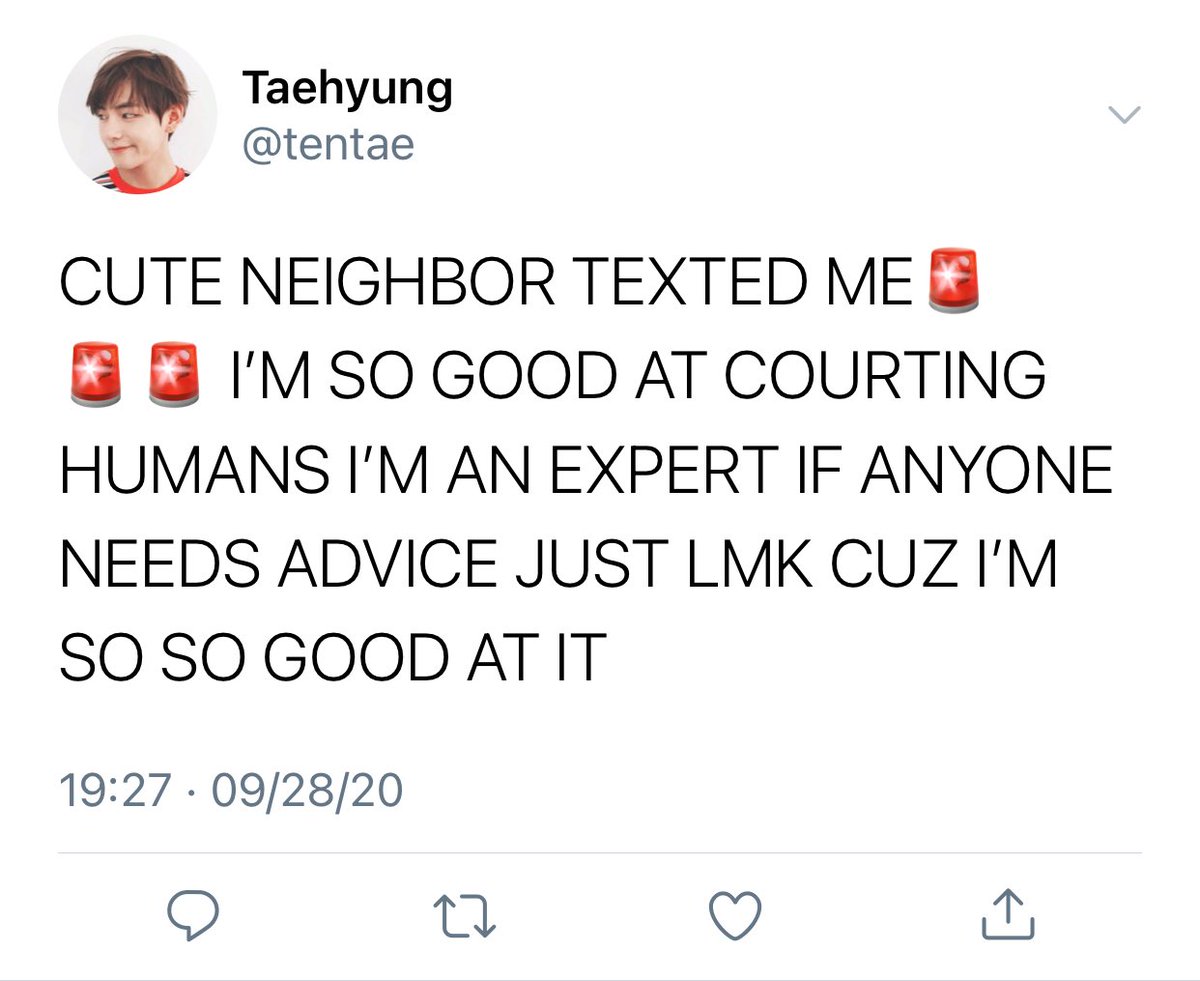 Taehyung
@tentae
CUTE NEIGHBOR TEXTED ME🚨
🚨 🚨 I’M SO GOOD AT COURTING
HUMANS I’M AN EXPERT IF ANYONE
NEEDS ADVICE JUST LMK CUZ I’M
SO SO GOOD AT IT
19:27 · 09/28/20